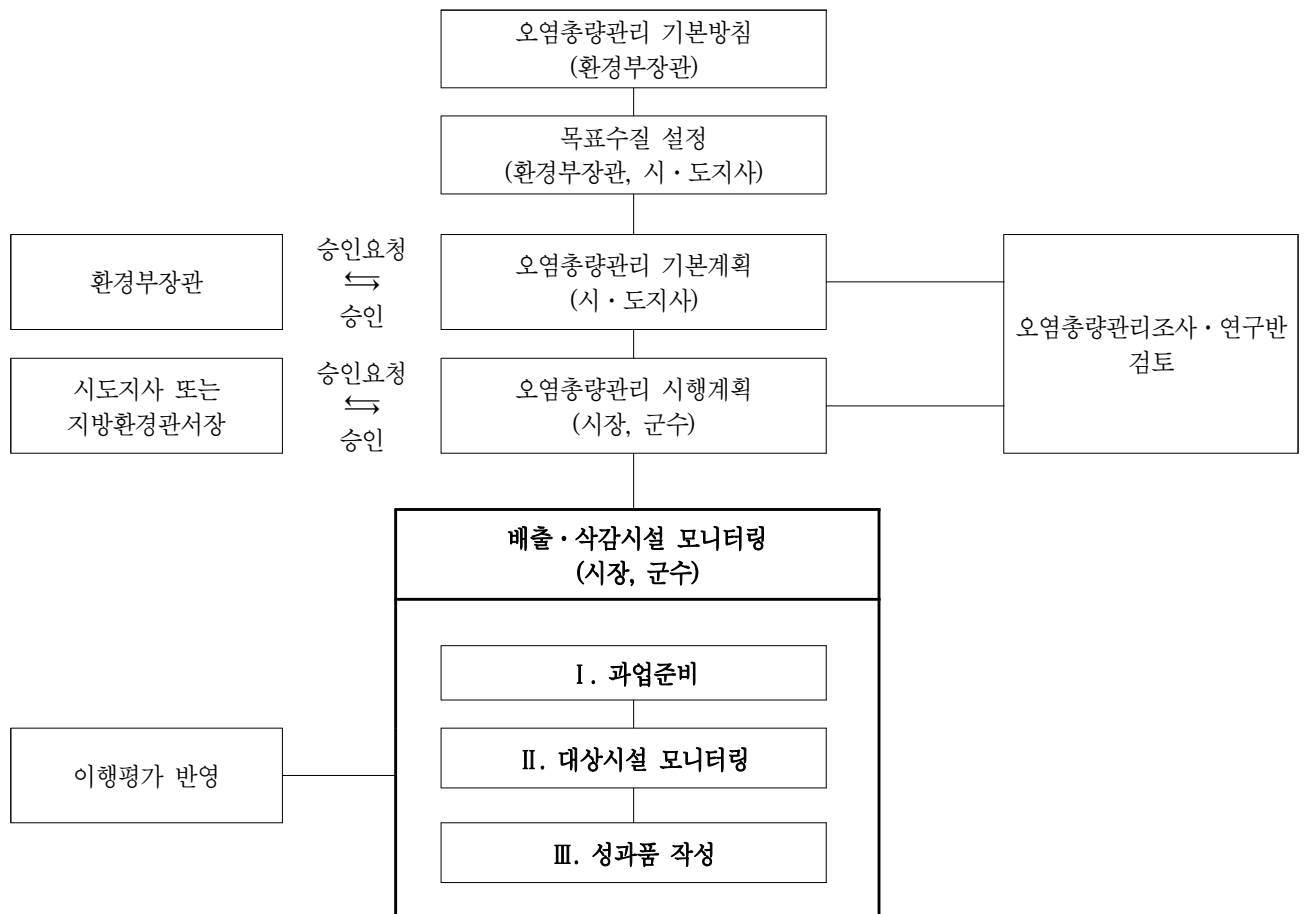 오염총량관리 기본방침
(환경부장관)
목표수질 설정
(환경부장관, 시・도지사)
환경부장관
승인요청
⇆
승인
오염총량관리 기본계획
(시・도지사)
오염총량관리조사・연구반
검토
시도지사 또는
지방환경관서장
승인요청
⇆
승인
오염총량관리 시행계획
(시장, 군수)
배출・삭감시설 모니터링
(시장, 군수)
Ⅰ. 과업준비
이행평가 반영
Ⅱ. 대상시설 모니터링
Ⅲ. 성과품 작성